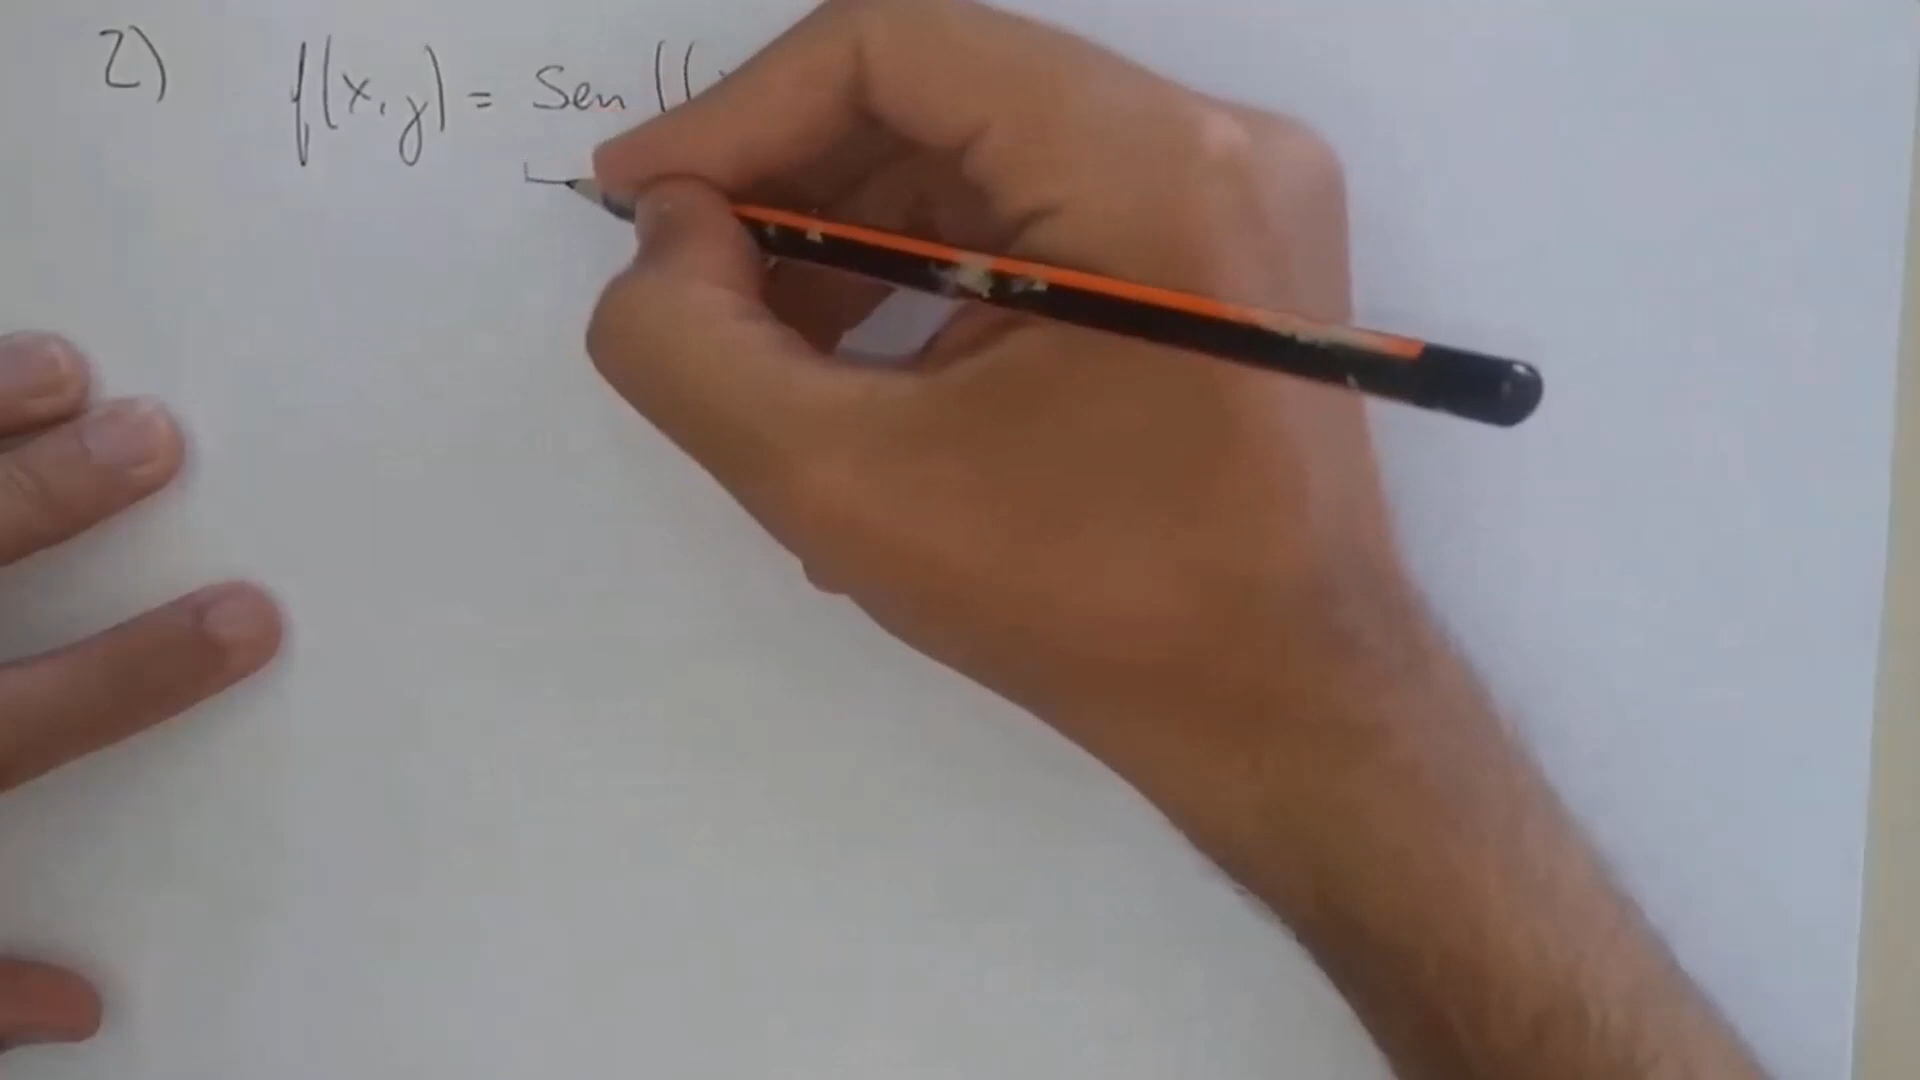 2) f(x,y) = Sen ((